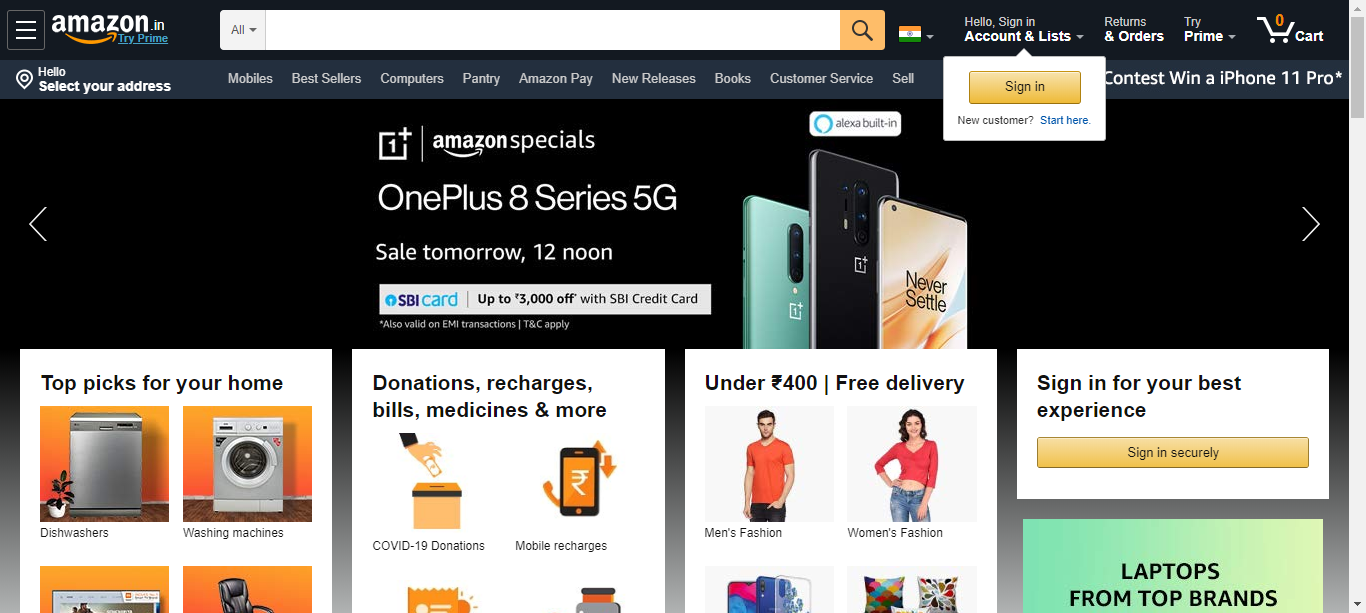 amazon.in
Try Prime
All
Hello, Sign in
Account & Lists
Returns
& Orders
Try
Prime
0
Cart
Hello
Select your address
Mobiles
Best Sellers
Computers
Pantry
Amazon Pay
New Releases
Books
Customer Service
Sell
Contest Win a iPhone 11 Pro*
Sign in
New customer? Start here.
alexa built-in
1+ | amazonspecials
OnePlus 8 Series 5G
Sale tomorrow, 12 noon
SBI card | Up to ₹3,000 off* with SBI Credit Card
*Also valid on EMI transactions | T&C apply
Never
Settle
Top picks for your home
Dishwashers
Washing machines
Donations, recharges,
bills, medicines & more
₹
COVID-19 Donations
Mobile recharges
Under ₹400 | Free delivery
Men's Fashion
Women's Fashion
Sign in for your best
experience
Sign in securely
LAPTOPS
FROM TOP BRANDS